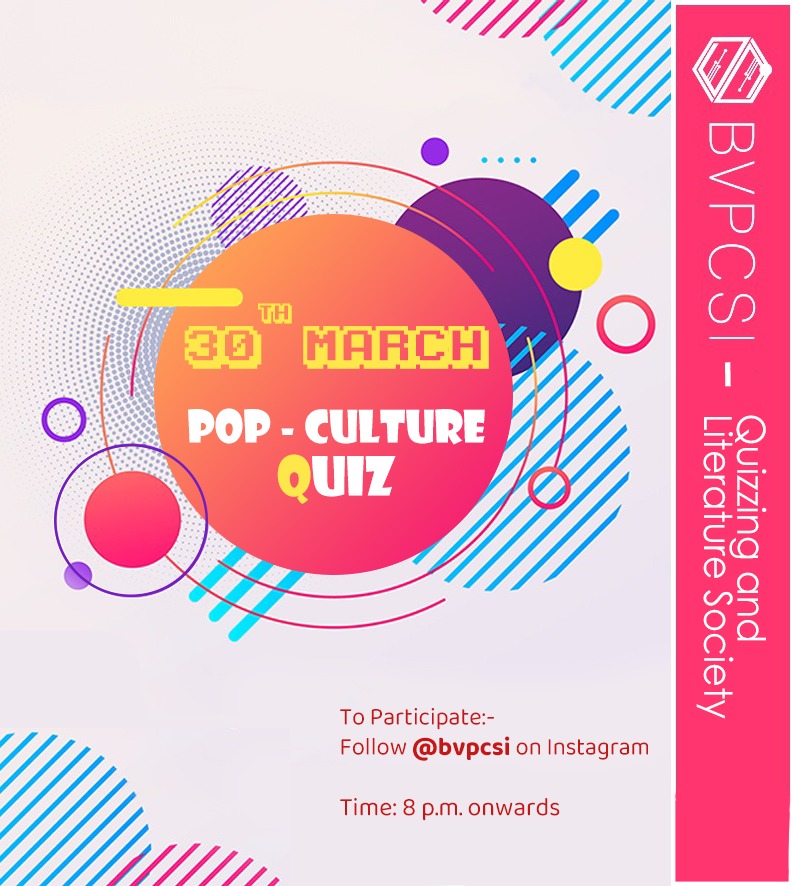 30TH MARCH
POP - CULTURE
QUIZ
To Participate:-
Follow @bvpcsi on Instagram
Time: 8 p.m. onwards
BVPCSI -
Quizzing and
Literature Society